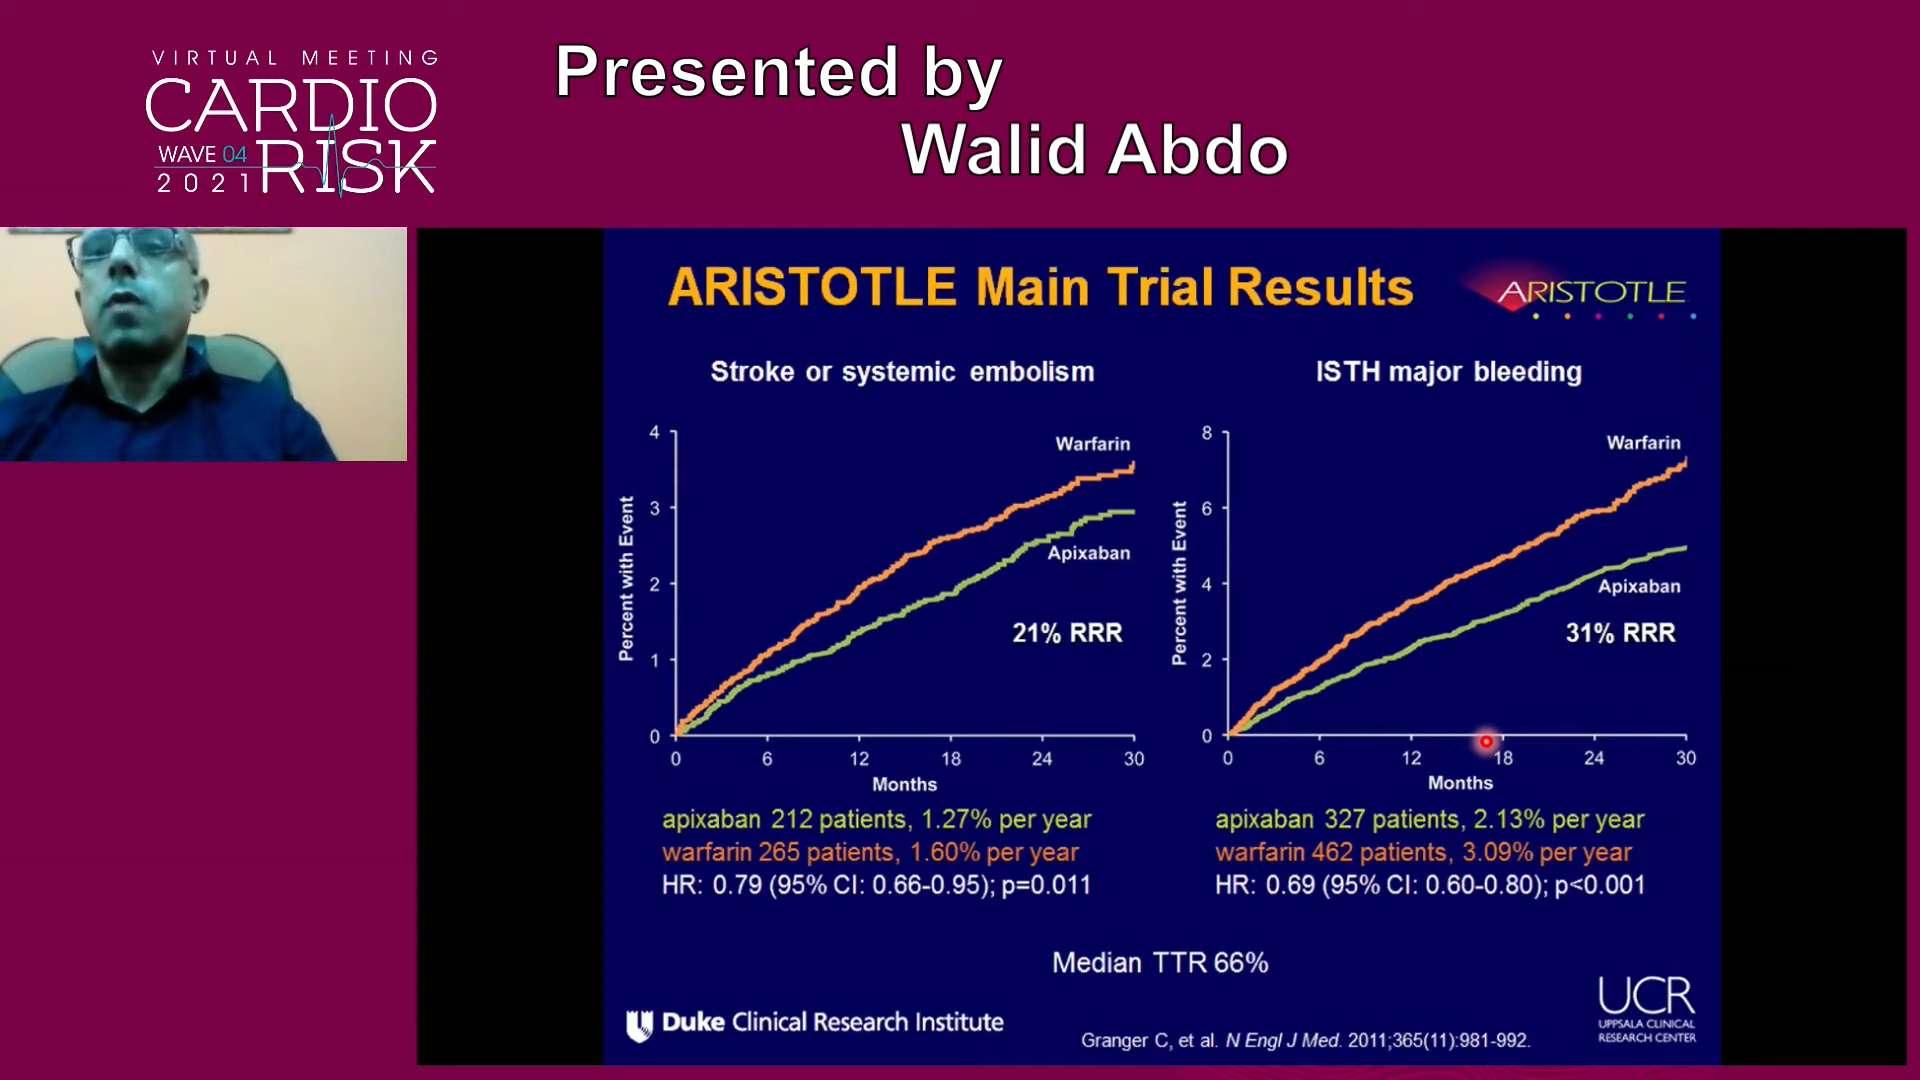 VIRTUAL MEETING
CARDIO
WAVE 04
RISK
2021
Presented by
Walid Abdo
ARISTOTLE Main Trial Results
ARISTOTLE
Stroke or systemic embolism
ISTH major bleeding
4
3
2
1
0
Percent with Event
Warfarin
Apixaban
21% RRR
0 6 12 18 24 30
Months
8
6
4
2
0
Percent with Event
Warfarin
Apixaban
31% RRR
0 6 12 18 24 30
Months
apixaban 212 patients, 1.27% per year
warfarin 265 patients, 1.60% per year
HR: 0.79 (95% CI: 0.66-0.95); p=0.011
apixaban 327 patients, 2.13% per year
warfarin 462 patients, 3.09% per year
HR: 0.69 (95% CI: 0.60-0.80); p<0.001
Median TTR 66%
Duke Clinical Research Institute
Granger C, et al. N Engl J Med. 2011;365(11):981-992.
UCR
UPPSALA CLINICAL
RESEARCH CENTER